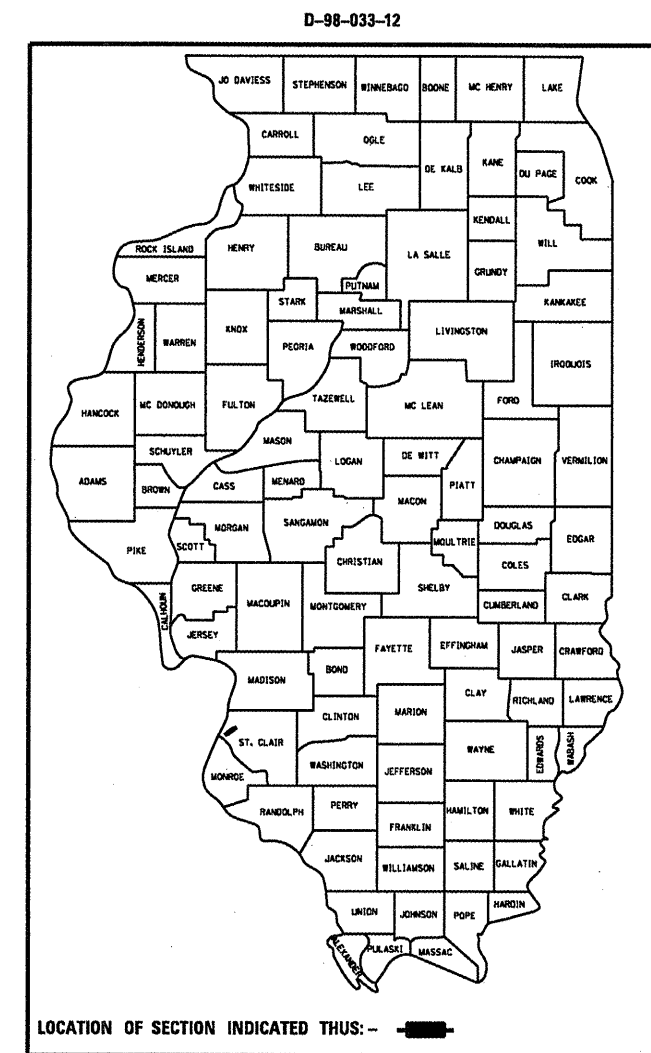 D-98-033-12
JO DAVIESS STEPHENSON WINNEBAGO BOONE MC HENRY LAKE
CARROLL OGLE DE KALB KANE DU PAGE COOK
WHITESIDE LEE
KENDALL WILL
ROCK ISLAND HENRY BUREAU LA SALLE
MERCER PUTNAM GRUNDY
STARK MARSHALL KANKAKEE
HENDERSON WARREN KNOX PEORIA WOODFORD LIVINGSTON IROQUOIS
HANCOCK MC DONOUGH FULTON TAZEWELL MC LEAN FORD
MASON
SCHUYLER LOGAN DE WITT CHAMPAIGN VERMILION
ADAMS BROWN CASS MENARD MACON PIATT
PIKE SCOTT MORGAN SANGAMON MOULTRIE DOUGLAS EDGAR
CHRISTIAN COLES
CALHOUN GREENE MACOUPIN MONTGOMERY SHELBY CUMBERLAND CLARK
JERSEY FAYETTE EFFINGHAM JASPER CRAWFORD
MADISON BOND
CLAY RICHLAND LAWRENCE
CLINTON MARION
ST. CLAIR WAYNE EDWARDS WABASH
MONROE WASHINGTON JEFFERSON
RANDOLPH PERRY HAMILTON WHITE
FRANKLIN
JACKSON WILLIAMSON SALINE GALLATIN
UNION JOHNSON POPE HARDIN
ALEXANDER PULASKI MASSAC
LOCATION OF SECTION INDICATED THUS: -